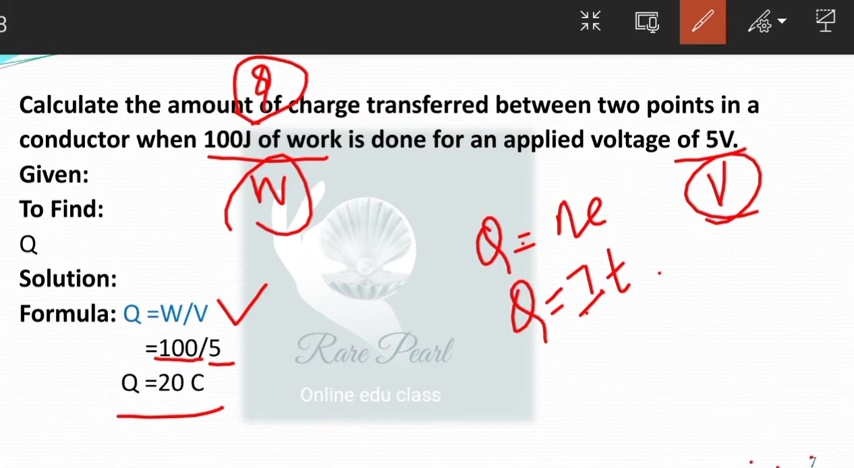 3
q
Calculate the amount of charge transferred between two points in a
conductor when 100J of work is done for an applied voltage of 5V.
Given:
W
V
To Find:
Q = ne
Q
Q = It
Solution:
Formula: Q =W/V
=100/5
Rare Pearl
Q =20 C
Online edu class
7